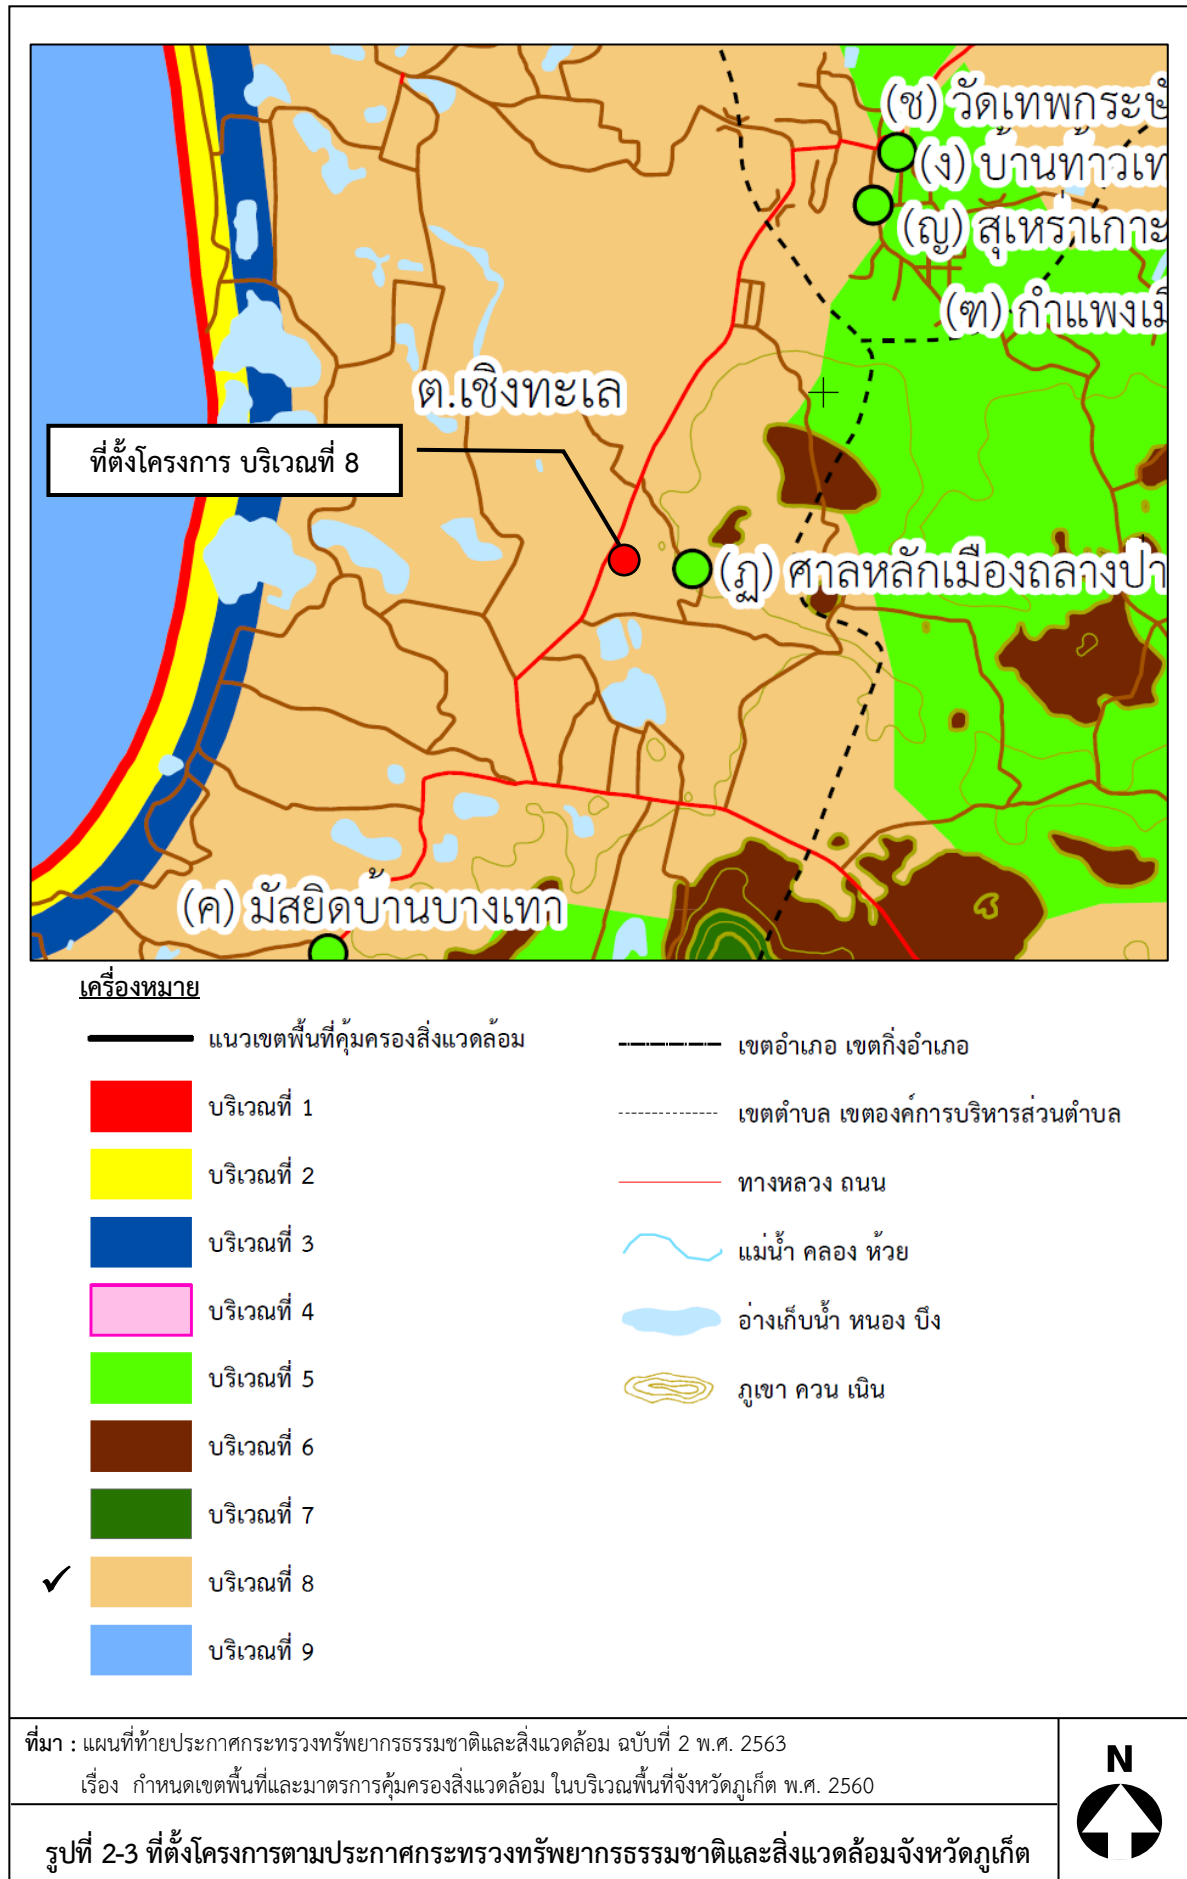 (ช) วัดเทพกระษั
(ง) บ้านท้าวเท
(ญ) สุเหร่าเกาะ
(ฑ) กำแพงเมื
ต.เชิงทะเล
ที่ตั้งโครงการ บริเวณที่ 8
(ฏ) ศาลหลักเมืองถลางป่า
(ค) มัสยิดบ้านบางเทา
เครื่องหมาย
แนวเขตพื้นที่คุ้มครองสิ่งแวดล้อม
บริเวณที่ 1
บริเวณที่ 2
บริเวณที่ 3
บริเวณที่ 4
บริเวณที่ 5
บริเวณที่ 6
บริเวณที่ 7
บริเวณที่ 8
บริเวณที่ 9
เขตอำเภอ เขตกิ่งอำเภอ
เขตตำบล เขตองค์การบริหารส่วนตำบล
ทางหลวง ถนน
แม่น้ำ คลอง ห้วย
อ่างเก็บน้ำ หนอง บึง
ภูเขา ควน เนิน
ที่มา : แผนที่ท้ายประกาศกระทรวงทรัพยากรธรรมชาติและสิ่งแวดล้อม ฉบับที่ 2 พ.ศ. 2563
เรื่อง กำหนดเขตพื้นที่และมาตรการคุ้มครองสิ่งแวดล้อม ในบริเวณพื้นที่จังหวัดภูเก็ต พ.ศ. 2560
N
รูปที่ 2-3 ที่ตั้งโครงการตามประกาศกระทรวงทรัพยากรธรรมชาติและสิ่งแวดล้อมจังหวัดภูเก็ต